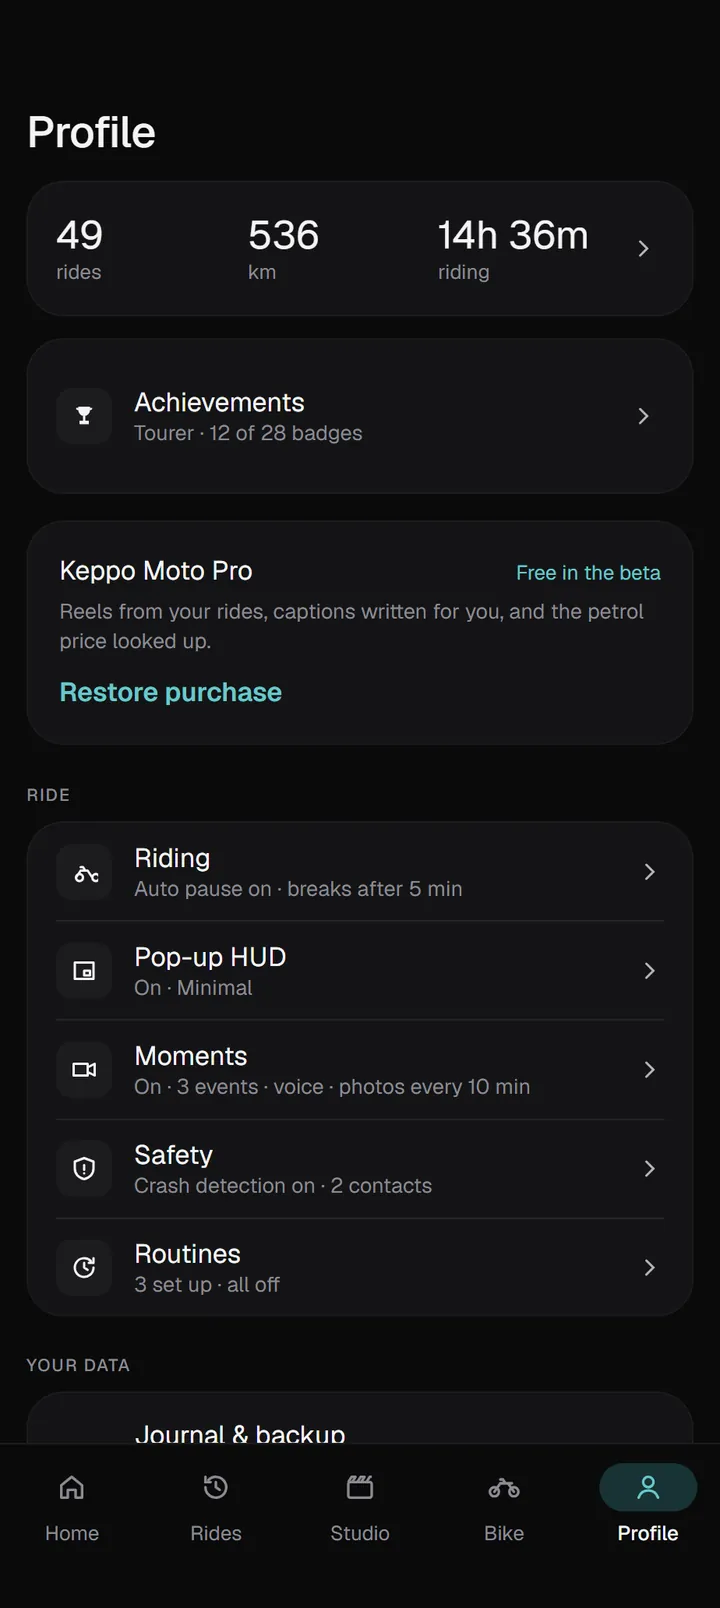 Profile
49
rides
536
km
14h 36m
riding
Achievements
Tourer · 12 of 28 badges
Keppo Moto Pro
Free in the beta
Reels from your rides, captions written for you, and the petrol
price looked up.
Restore purchase
RIDE
Riding
Auto pause on · breaks after 5 min
Pop-up HUD
On · Minimal
Moments
On · 3 events · voice · photos every 10 min
Safety
Crash detection on · 2 contacts
Routines
3 set up · all off
YOUR DATA
Journal & backup
Home
Rides
Studio
Bike
Profile